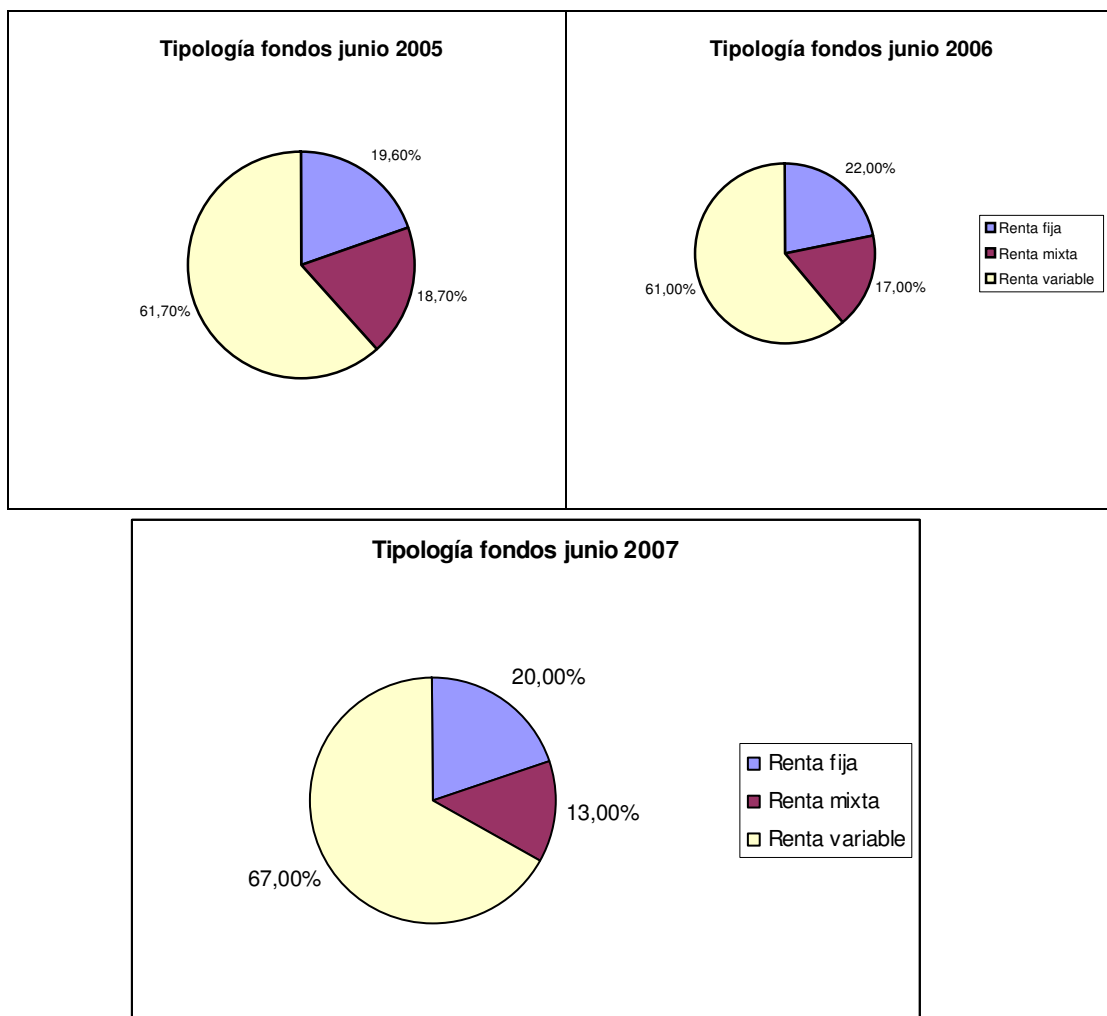 Tipología fondos junio 2005
19,60%
18,70%
61,70%
Tipología fondos junio 2006
22,00%
17,00%
61,00%
Renta fija
Renta mixta
Renta variable
Tipología fondos junio 2007
20,00%
13,00%
67,00%
Renta fija
Renta mixta
Renta variable